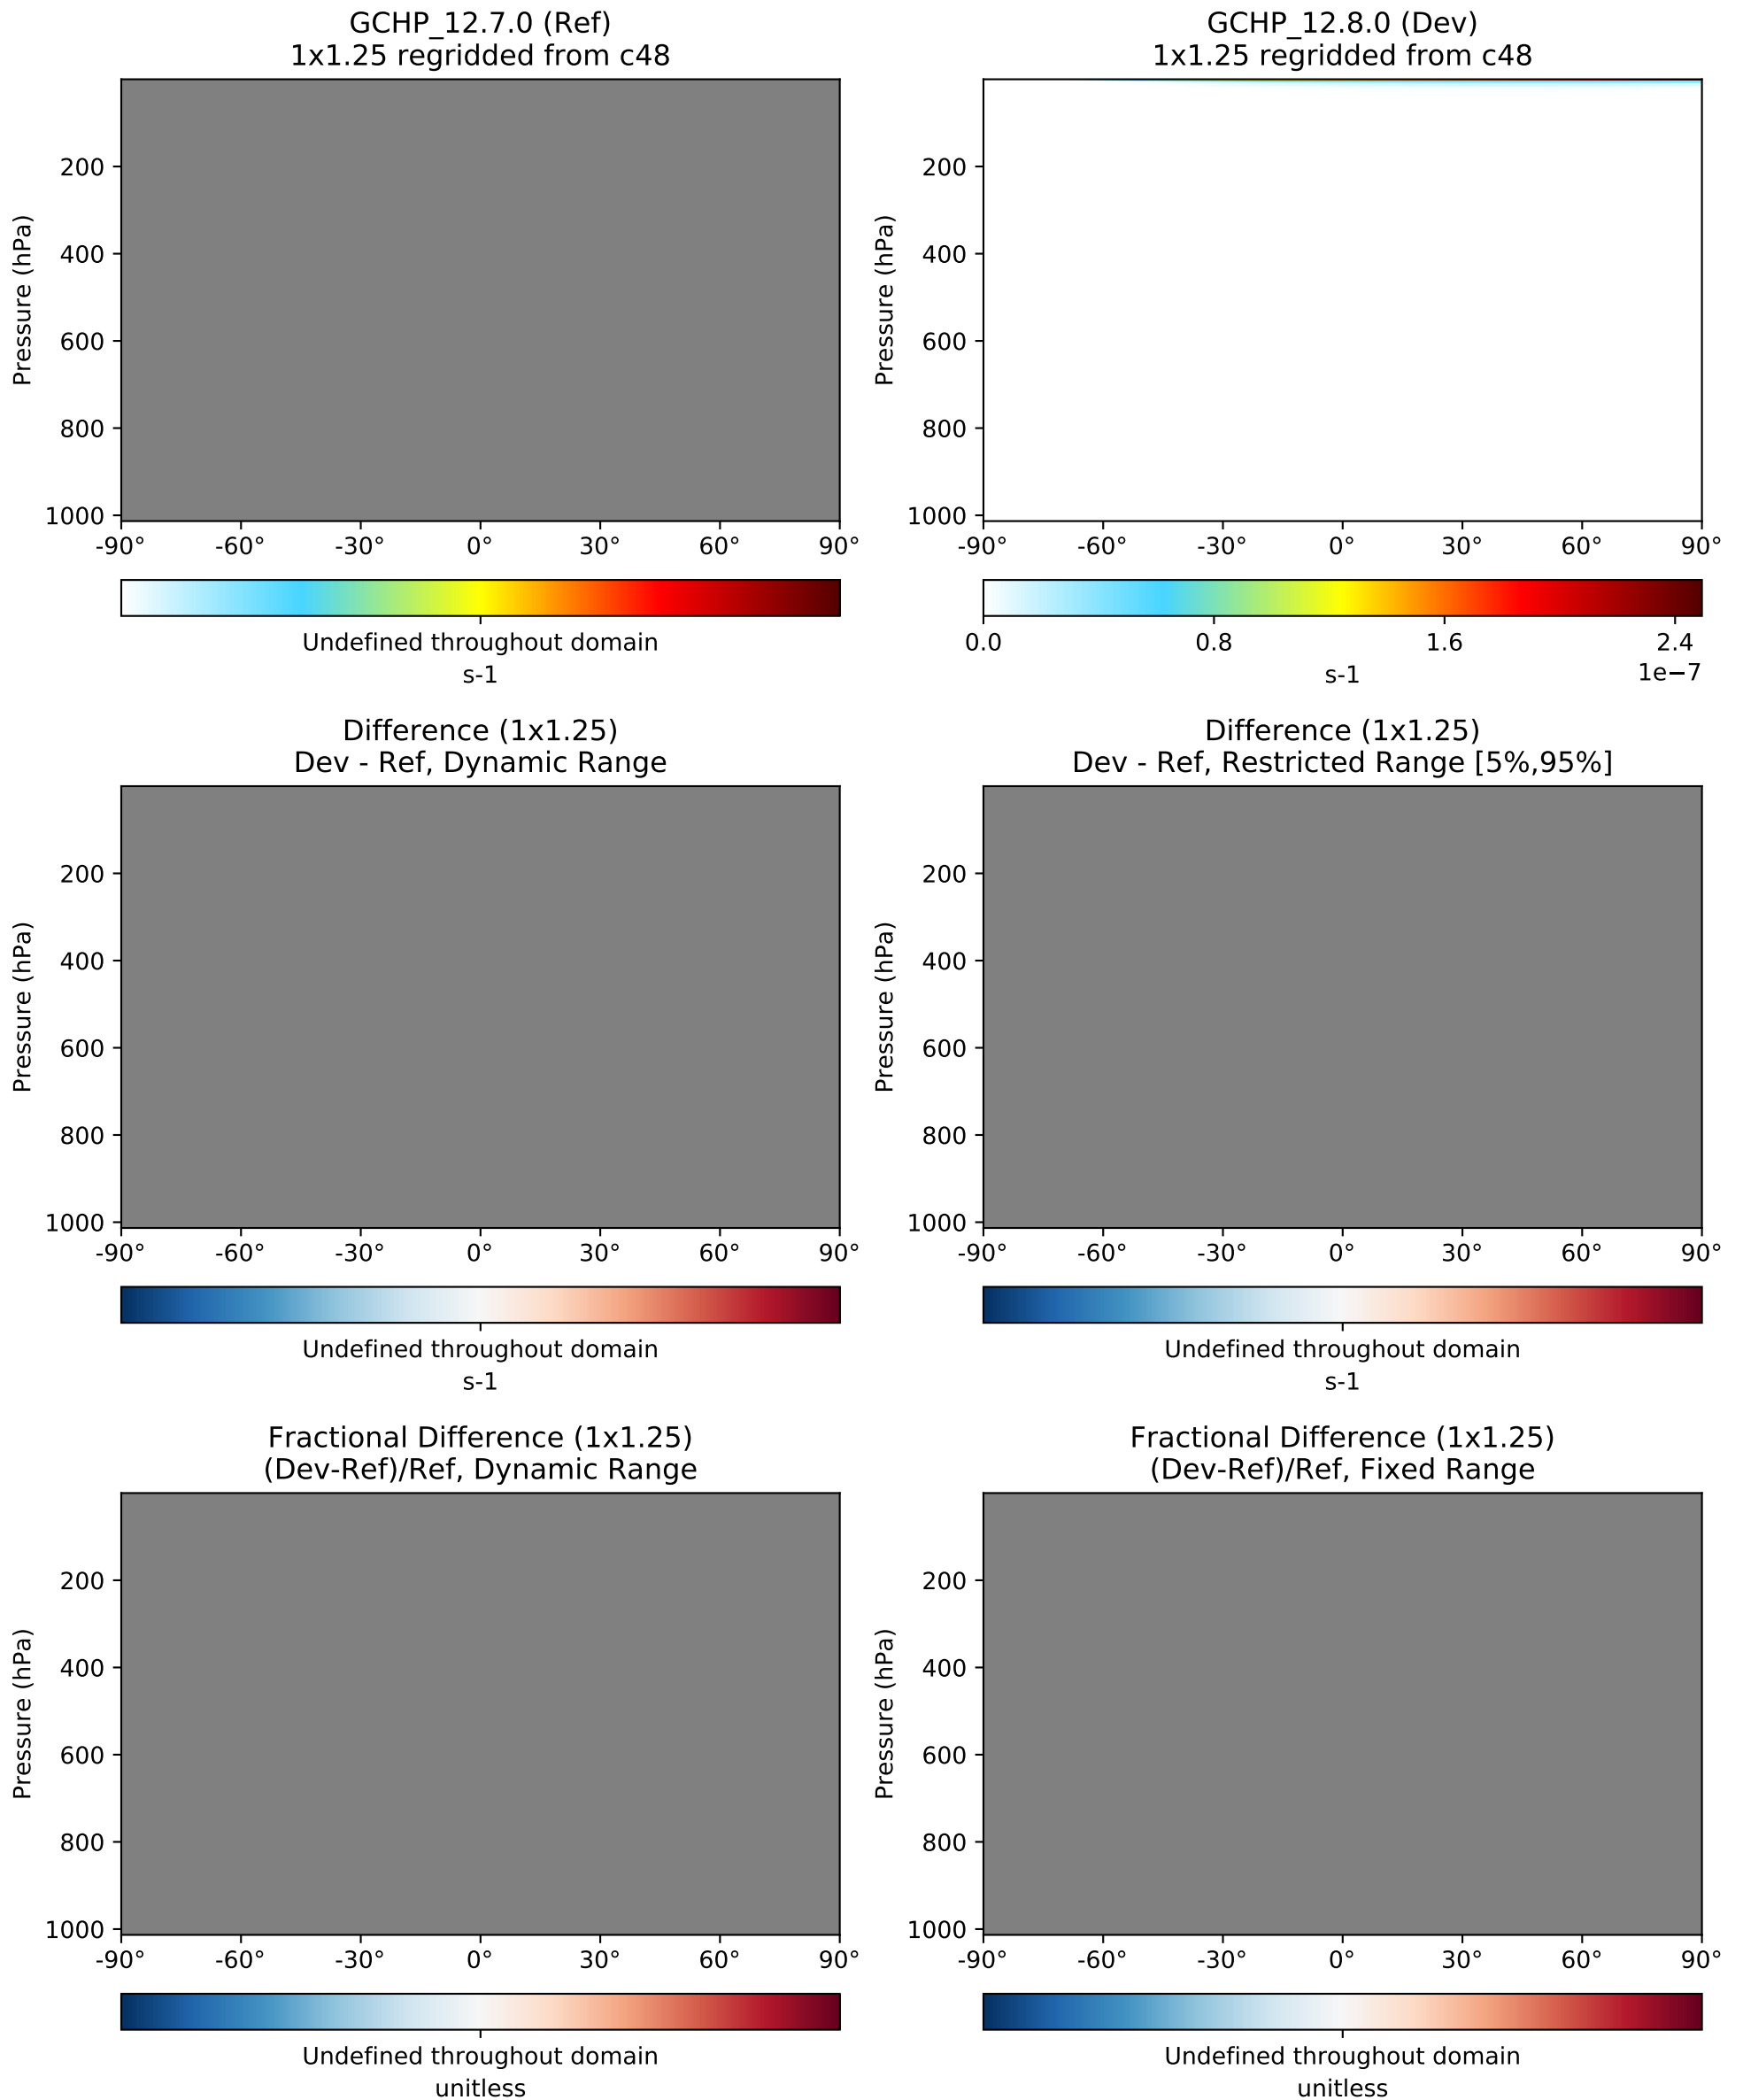 GCHP_12.7.0 (Ref)
1x1.25 regridded from c48
Pressure (hPa)
200
400
600
800
1000
-90° -60° -30° 0° 30° 60° 90°
Undefined throughout domain
s-1
GCHP_12.8.0 (Dev)
1x1.25 regridded from c48
Pressure (hPa)
200
400
600
800
1000
-90° -60° -30° 0° 30° 60° 90°
0.0 0.8 1.6 2.4
s-1
1e−7
Difference (1x1.25)
Dev - Ref, Dynamic Range
Pressure (hPa)
200
400
600
800
1000
-90° -60° -30° 0° 30° 60° 90°
Undefined throughout domain
s-1
Difference (1x1.25)
Dev - Ref, Restricted Range [5%,95%]
Pressure (hPa)
200
400
600
800
1000
-90° -60° -30° 0° 30° 60° 90°
Undefined throughout domain
s-1
Fractional Difference (1x1.25)
(Dev-Ref)/Ref, Dynamic Range
Pressure (hPa)
200
400
600
800
1000
-90° -60° -30° 0° 30° 60° 90°
Undefined throughout domain
unitless
Fractional Difference (1x1.25)
(Dev-Ref)/Ref, Fixed Range
Pressure (hPa)
200
400
600
800
1000
-90° -60° -30° 0° 30° 60° 90°
Undefined throughout domain
unitless